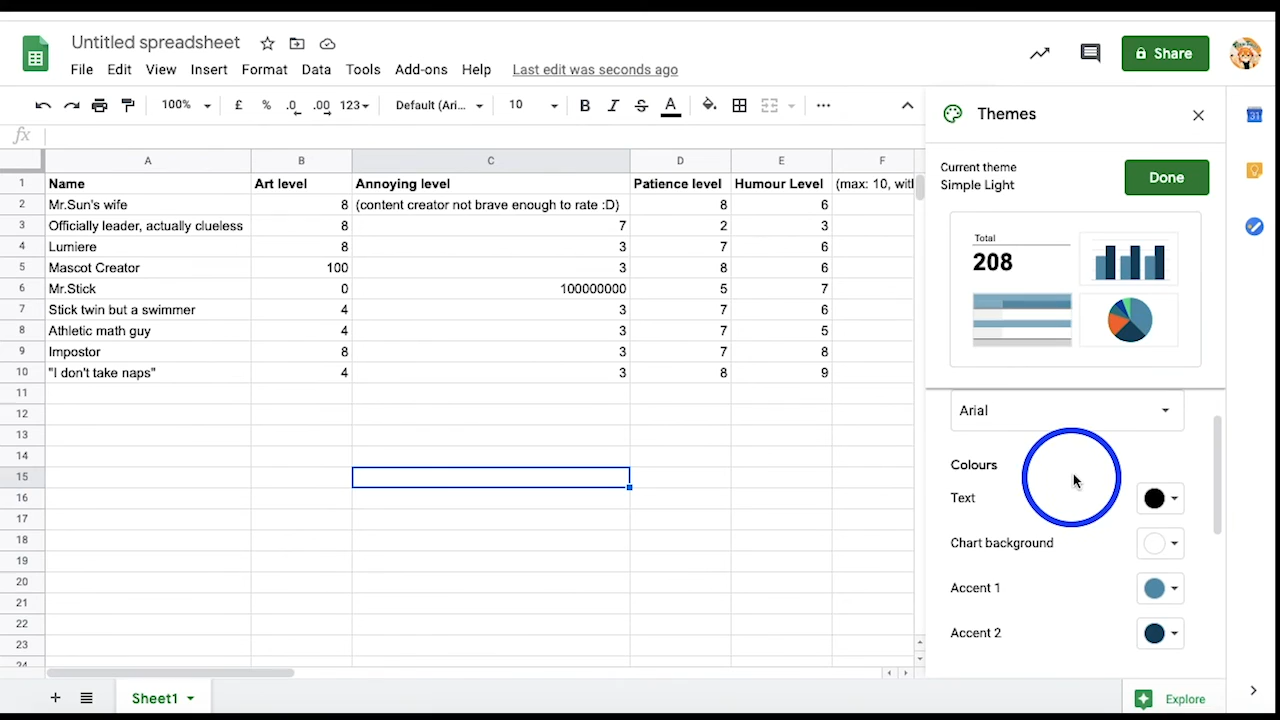 Untitled spreadsheet
File Edit View Insert Format Data Tools Add-ons Help Last edit was seconds ago
Share
100% £ % .0 .00 123 Default (Ari... 10 B I S A
fx
Themes
Current theme
Simple Light
Done
Total
208
Arial
Colours
Text
Chart background
Accent 1
Accent 2
A B C D E F
1 Name Art level Annoying level Patience level Humour Level (max: 10, with
2 Mr.Sun's wife 8 (content creator not brave enough to rate :D) 8 6
3 Officially leader, actually clueless 8 7 2 3
4 Lumiere 8 3 7 6
5 Mascot Creator 100 3 8 6
6 Mr.Stick 0 100000000 5 7
7 Stick twin but a swimmer 4 3 7 6
8 Athletic math guy 4 3 7 5
9 Impostor 8 3 7 8
10 "I don't take naps" 4 3 8 9
11
12
13
14
15
16
17
18
19
20
21
22
23
24
Sheet1
Explore
31